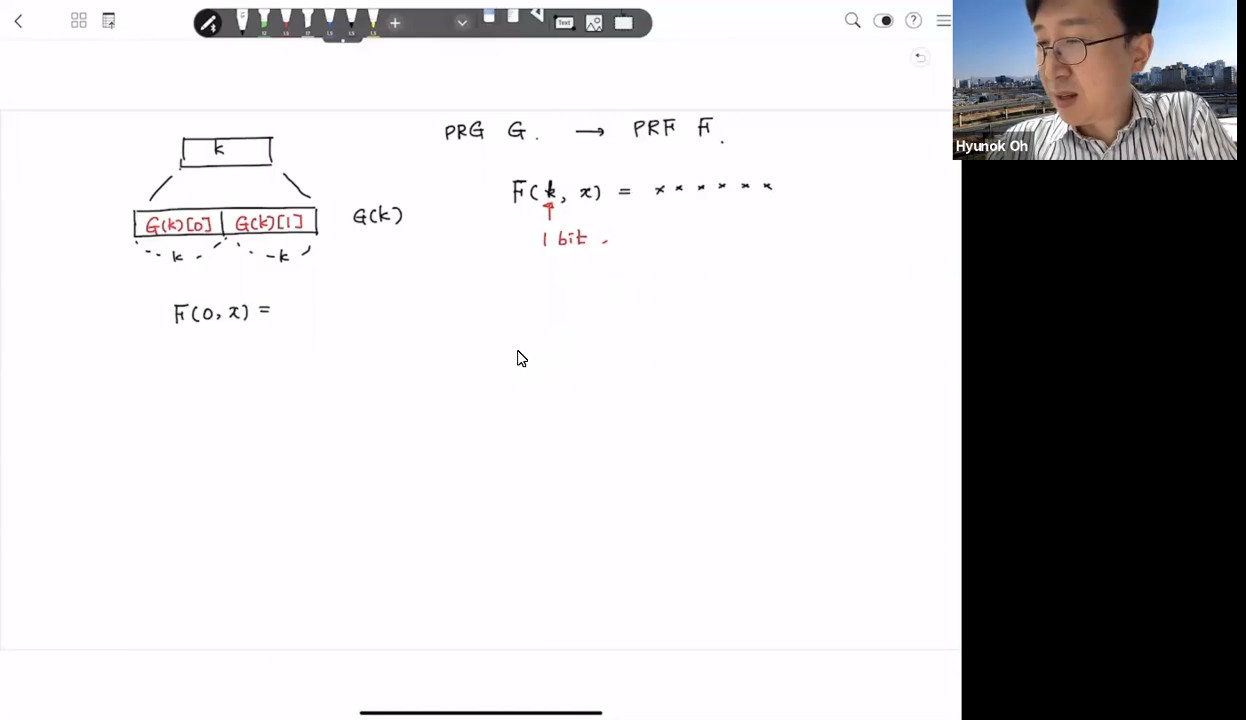 Text
Hyunok Oh
PRG G. → PRF F.
k
F(k, x) = × × × × × ×
G(k)[0] G(k)[1] G(k)
1 bit.
k k
F(0, x) =